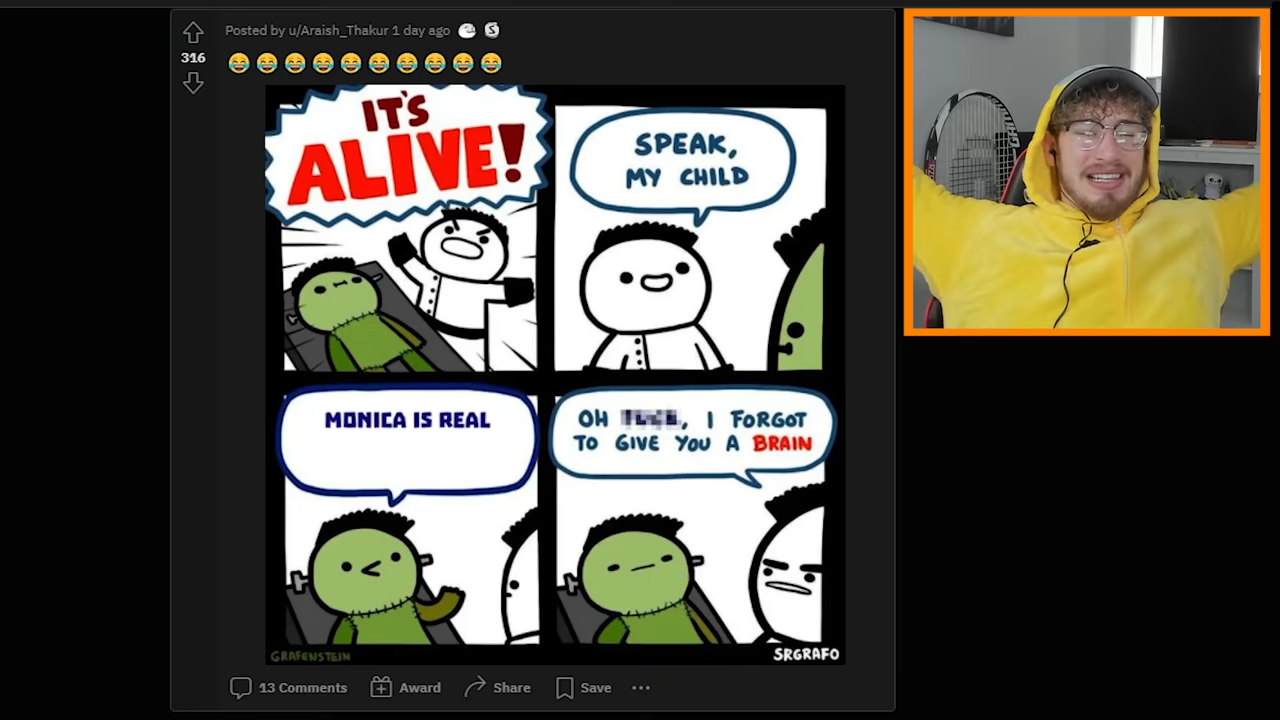 Posted by u/Araish_Thakur 1 day ago
316
IT'S
ALIVE!
SPEAK,
MY CHILD
MONICA IS REAL
OH , I FORGOT
TO GIVE YOU A BRAIN
GRAFENSTEIN
SRGRAFO
13 Comments
Award
Share
Save